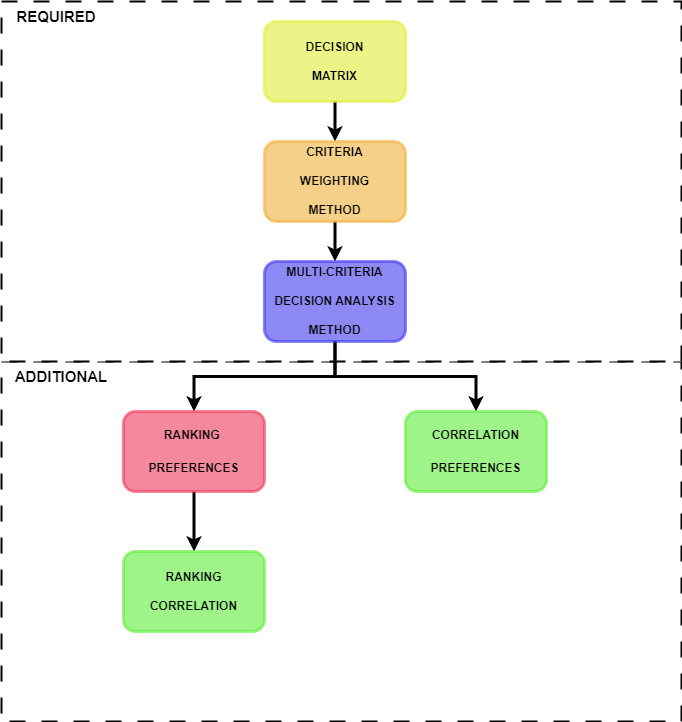 REQUIRED
DECISION
MATRIX
CRITERIA
WEIGHTING
METHOD
MULTI-CRITERIA
DECISION ANALYSIS
METHOD
ADDITIONAL
RANKING
PREFERENCES
CORRELATION
PREFERENCES
RANKING
CORRELATION